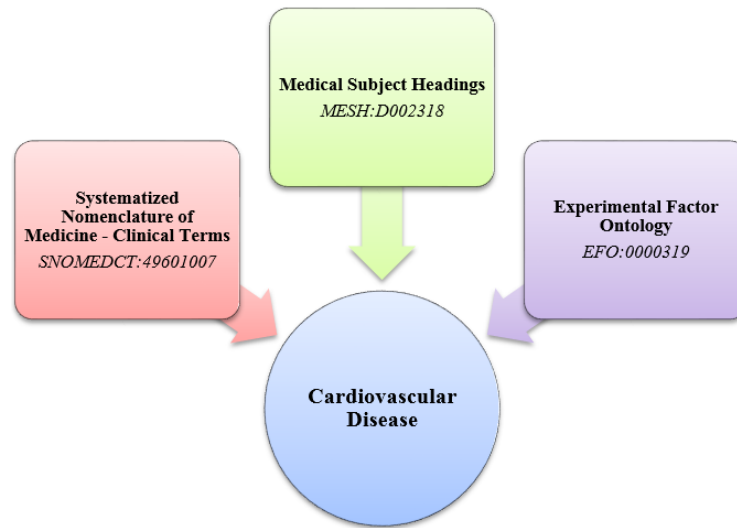 Medical Subject Headings
MESH:D002318
Systematized
Nomenclature of
Medicine - Clinical Terms
SNOMEDCT:49601007
Experimental Factor
Ontology
EFO:0000319
Cardiovascular
Disease